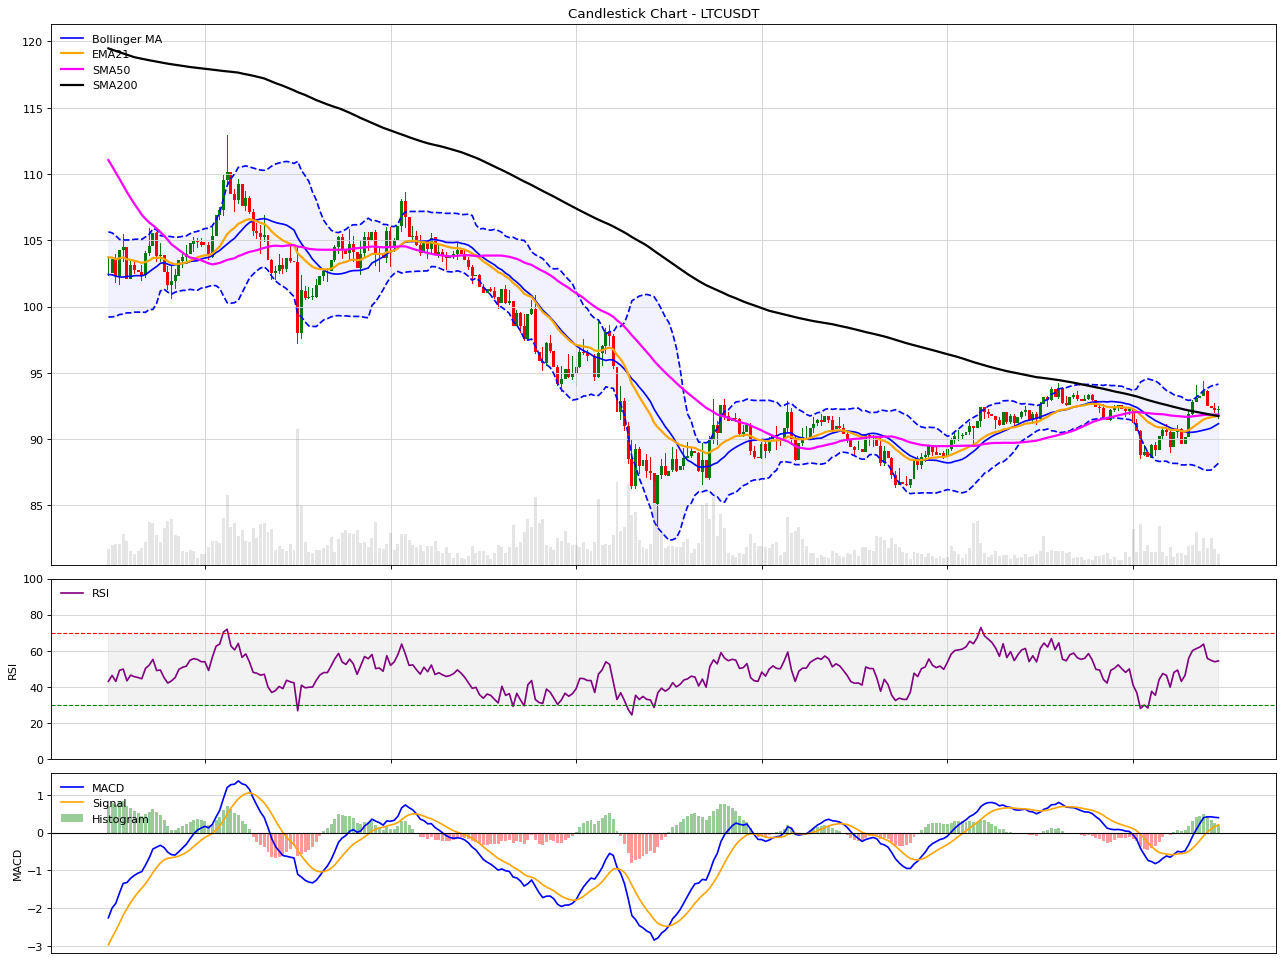 Candlestick Chart - LTCUSDT
Bollinger MA
EMA21
SMA50
SMA200
120
115
110
105
100
95
90
85
RSI
100
80
60
40
20
0
RSI
MACD
Signal
Histogram
1
0
−1
−2
−3
MACD